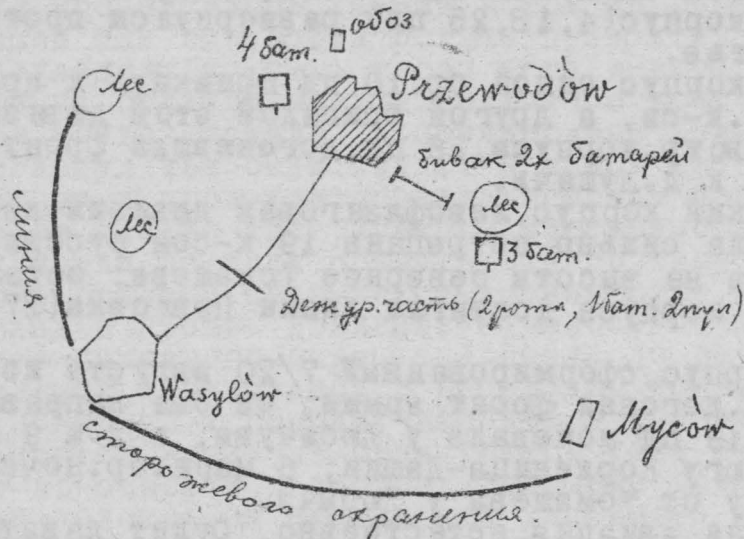 обоз
4 бат.
лес
Przewodów
бивак 2х батарей
лес
лес
3 бат.
линия
Дежур. часть (2 роты, 1 бат. 2 пул)
Wasylów
Мyców
сторожевого охранения